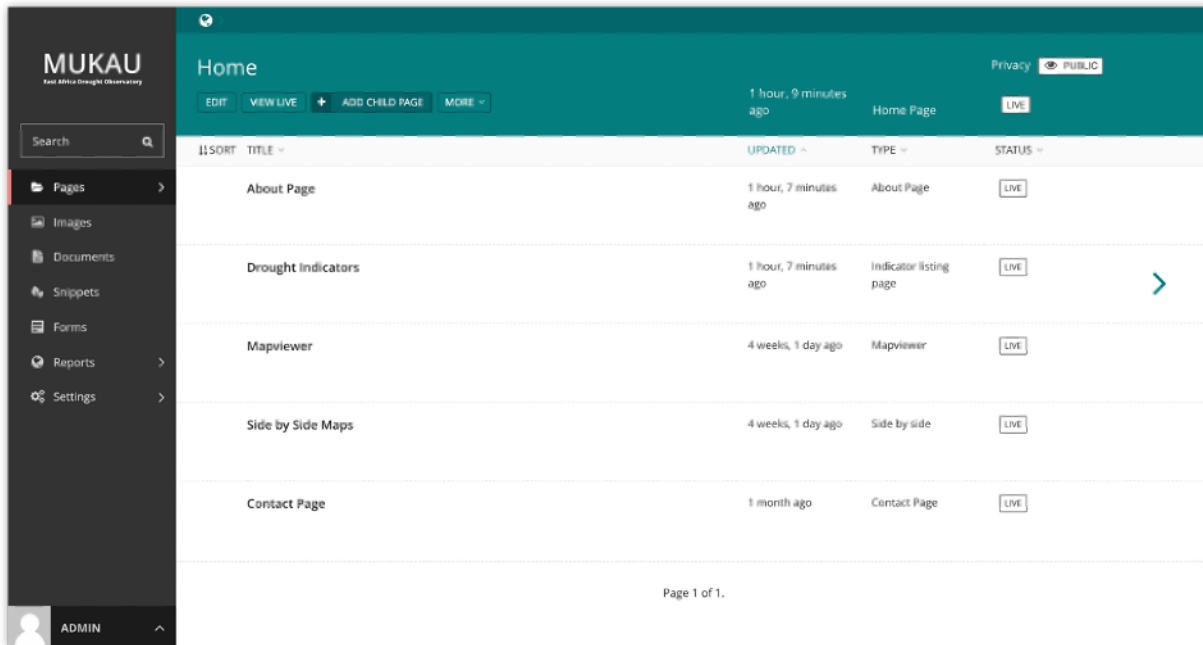 MUKAU
East Africa Drought Observatory
Search
Pages
Images
Documents
Snippets
Forms
Reports
Settings
ADMIN
Home
Privacy PUBLIC
EDIT VIEW LIVE + ADD CHILD PAGE MORE
1 hour, 9 minutes
ago
Home Page
LIVE
SORT TITLE UPDATED TYPE STATUS
About Page
1 hour, 7 minutes
ago
About Page
LIVE
Drought Indicators
1 hour, 7 minutes
ago
Indicator listing
page
LIVE
Mapviewer 4 weeks, 1 day ago Mapviewer LIVE
Side by Side Maps 4 weeks, 1 day ago Side by side LIVE
Contact Page 1 month ago Contact Page LIVE
Page 1 of 1.